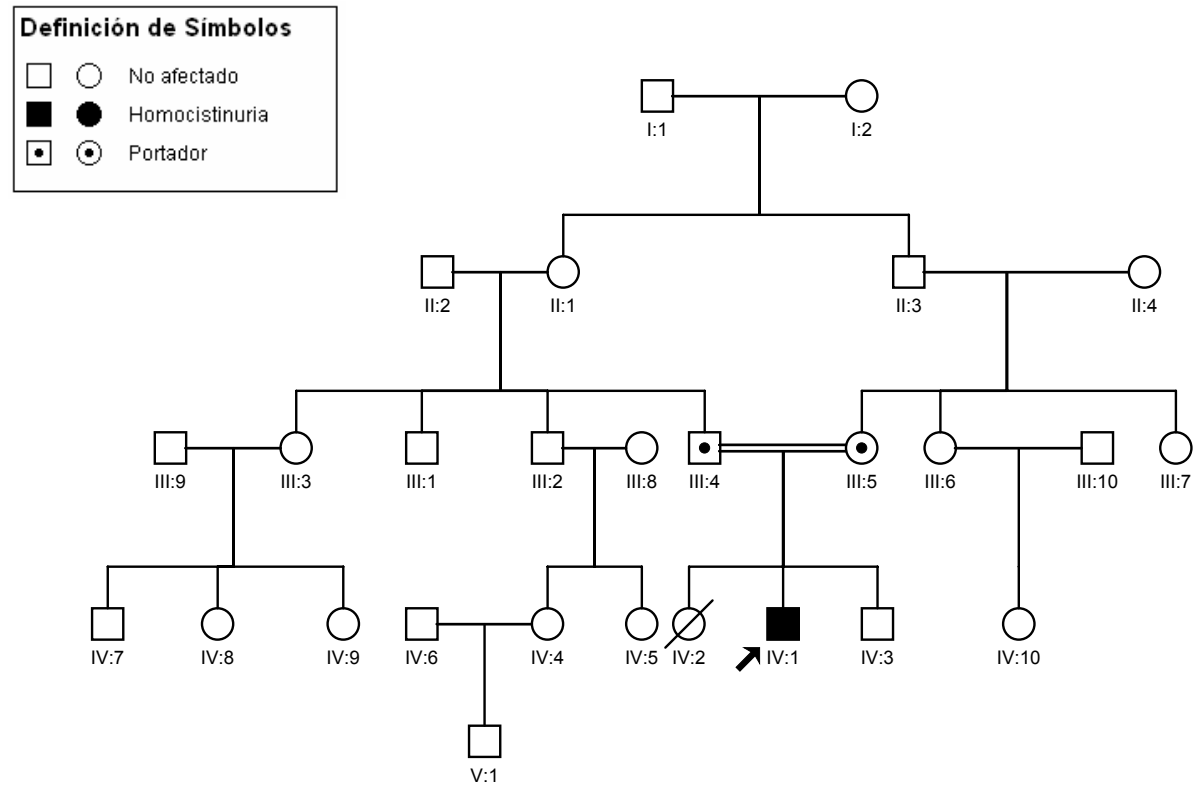 Definición de Símbolos
No afectado
Homocistinuria
Portador
I:1 I:2
II:2 II:1 II:3 II:4
III:9 III:3 III:1 III:2 III:8 III:4 III:5 III:6 III:10 III:7
IV:7 IV:8 IV:9 IV:6 IV:4 IV:5 IV:2 IV:1 IV:3 IV:10
V:1